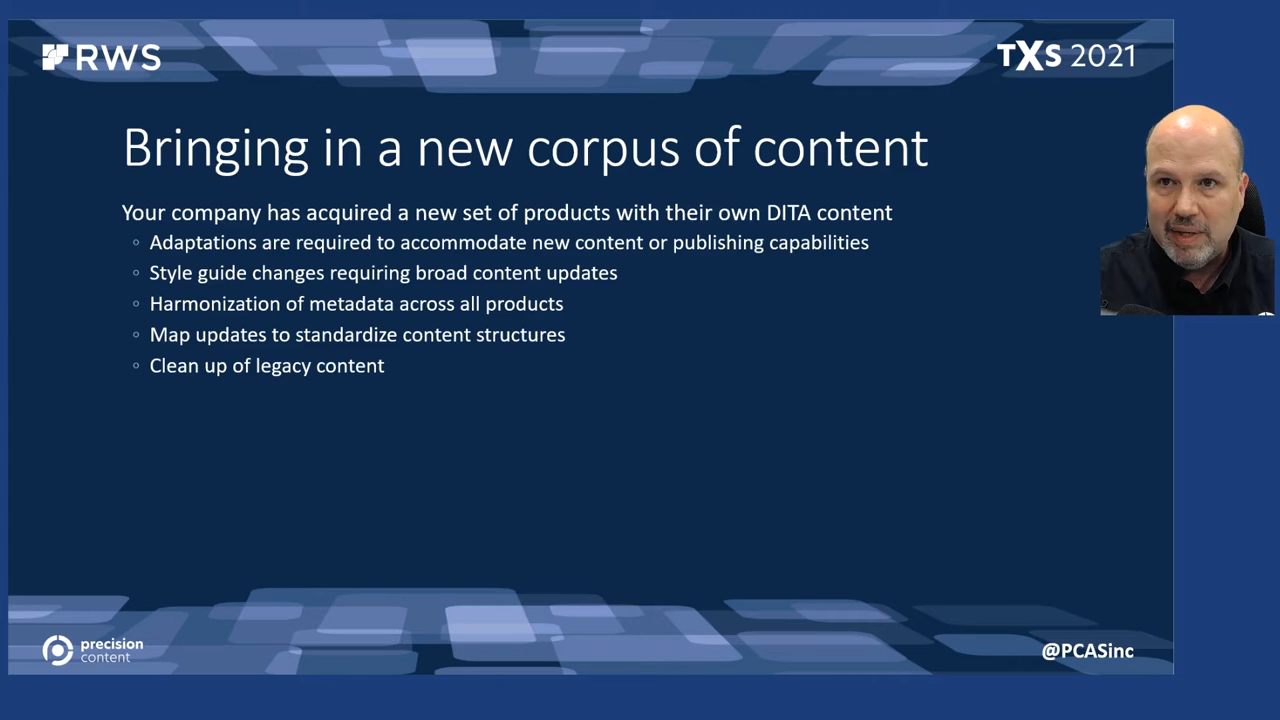 RWS
TXS 2021
Bringing in a new corpus of content
Your company has acquired a new set of products with their own DITA content
◦ Adaptations are required to accommodate new content or publishing capabilities
◦ Style guide changes requiring broad content updates
◦ Harmonization of metadata across all products
◦ Map updates to standardize content structures
◦ Clean up of legacy content
precision
content
@PCASinc